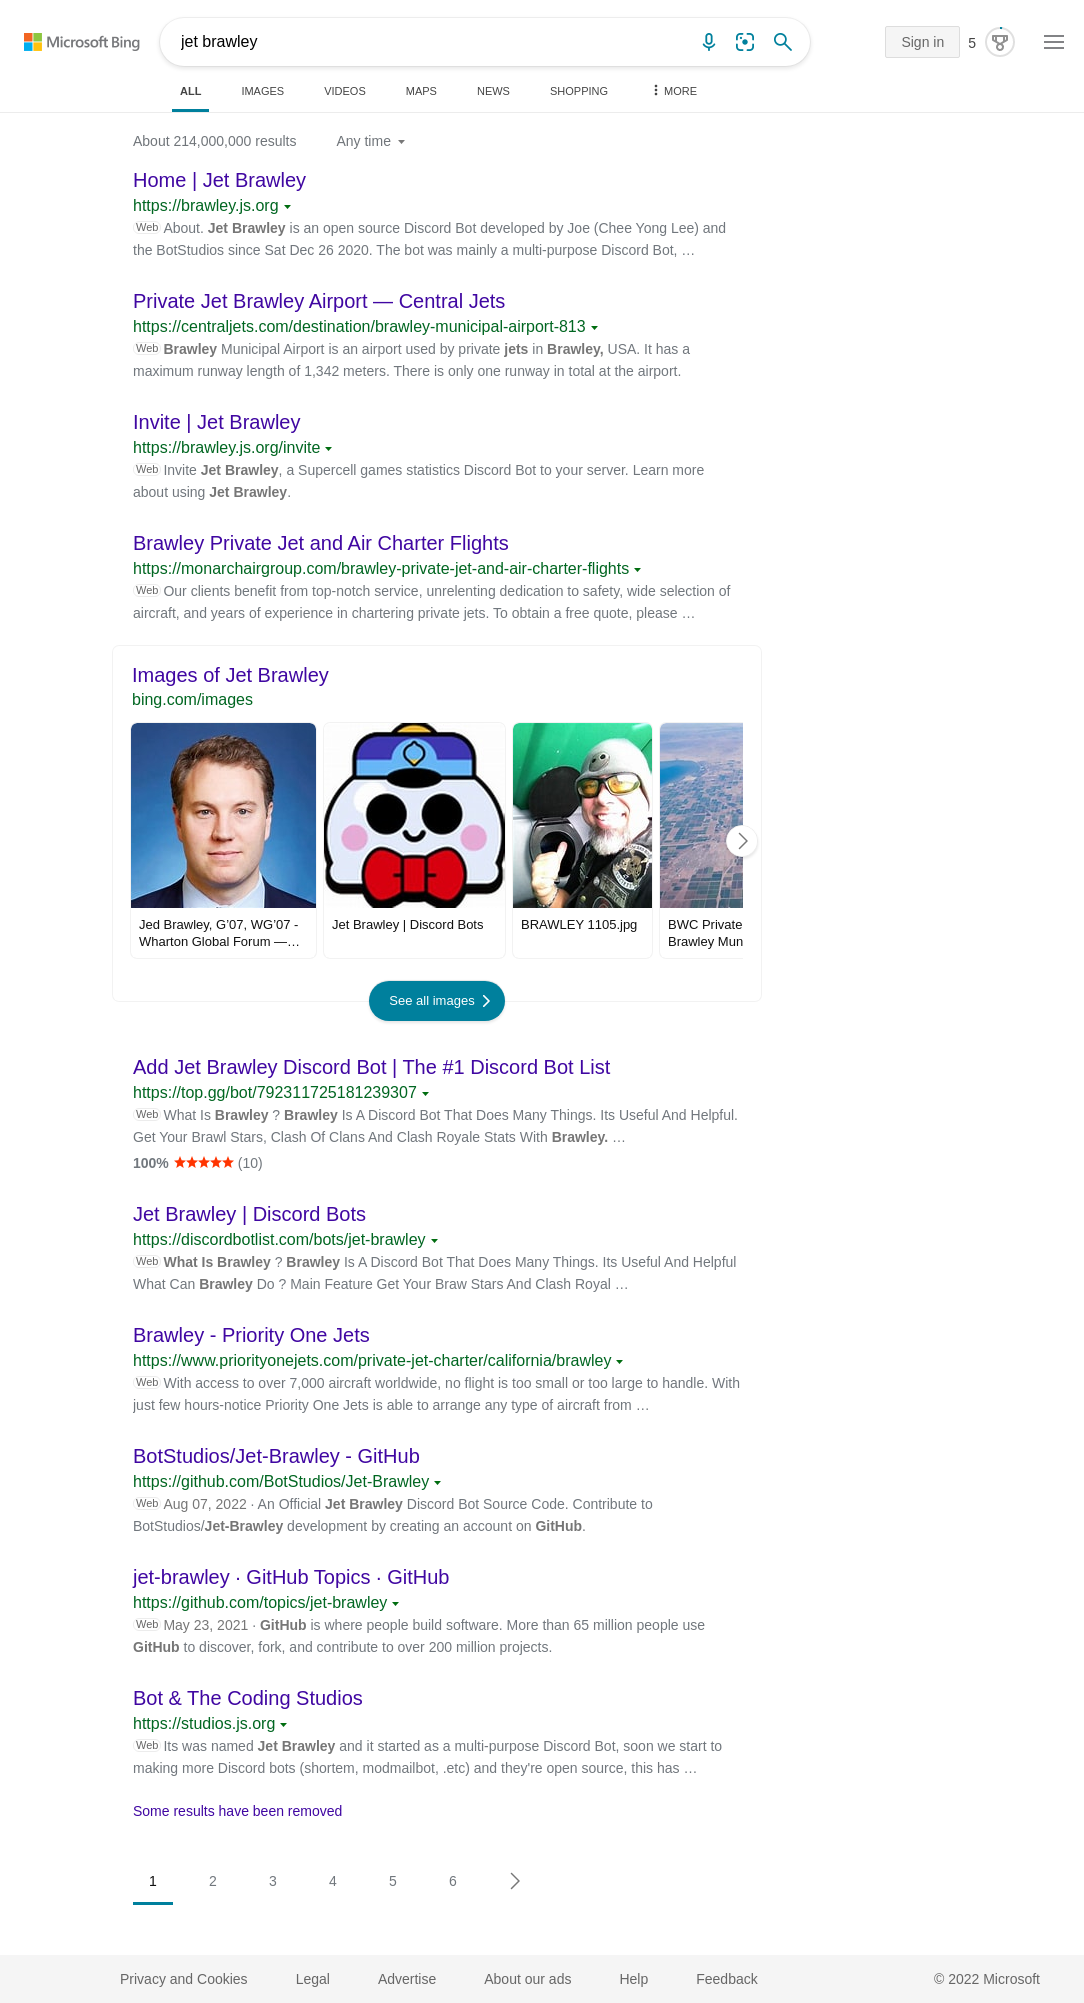 Microsoft Bing
jet brawley
Sign in
5
ALL
IMAGES
VIDEOS
MAPS
NEWS
SHOPPING
MORE
About 214,000,000 results
Any time
Home | Jet Brawley
https://brawley.js.org
Web About. Jet Brawley is an open source Discord Bot developed by Joe (Chee Yong Lee) and
the BotStudios since Sat Dec 26 2020. The bot was mainly a multi-purpose Discord Bot, …
Private Jet Brawley Airport — Central Jets
https://centraljets.com/destination/brawley-municipal-airport-813
Web Brawley Municipal Airport is an airport used by private jets in Brawley, USA. It has a
maximum runway length of 1,342 meters. There is only one runway in total at the airport.
Invite | Jet Brawley
https://brawley.js.org/invite
Web Invite Jet Brawley, a Supercell games statistics Discord Bot to your server. Learn more
about using Jet Brawley.
Brawley Private Jet and Air Charter Flights
https://monarchairgroup.com/brawley-private-jet-and-air-charter-flights
Web Our clients benefit from top-notch service, unrelenting dedication to safety, wide selection of
aircraft, and years of experience in chartering private jets. To obtain a free quote, please …
Images of Jet Brawley
bing.com/images
Jed Brawley, G'07, WG'07 -
Wharton Global Forum —…
Jet Brawley | Discord Bots
BRAWLEY 1105.jpg
BWC Private
Brawley Mun
See all images
Add Jet Brawley Discord Bot | The #1 Discord Bot List
https://top.gg/bot/792311725181239307
Web What Is Brawley ? Brawley Is A Discord Bot That Does Many Things. Its Useful And Helpful.
Get Your Brawl Stars, Clash Of Clans And Clash Royale Stats With Brawley. …
100% ★★★★★ (10)
Jet Brawley | Discord Bots
https://discordbotlist.com/bots/jet-brawley
Web What Is Brawley ? Brawley Is A Discord Bot That Does Many Things. Its Useful And Helpful
What Can Brawley Do ? Main Feature Get Your Braw Stars And Clash Royal …
Brawley - Priority One Jets
https://www.priorityonejets.com/private-jet-charter/california/brawley
Web With access to over 7,000 aircraft worldwide, no flight is too small or too large to handle. With
just few hours-notice Priority One Jets is able to arrange any type of aircraft from …
BotStudios/Jet-Brawley - GitHub
https://github.com/BotStudios/Jet-Brawley
Web Aug 07, 2022 · An Official Jet Brawley Discord Bot Source Code. Contribute to
BotStudios/Jet-Brawley development by creating an account on GitHub.
jet-brawley · GitHub Topics · GitHub
https://github.com/topics/jet-brawley
Web May 23, 2021 · GitHub is where people build software. More than 65 million people use
GitHub to discover, fork, and contribute to over 200 million projects.
Bot & The Coding Studios
https://studios.js.org
Web Its was named Jet Brawley and it started as a multi-purpose Discord Bot, soon we start to
making more Discord bots (shortem, modmailbot, .etc) and they're open source, this has …
Some results have been removed
1 2 3 4 5 6
Privacy and Cookies
Legal
Advertise
About our ads
Help
Feedback
© 2022 Microsoft